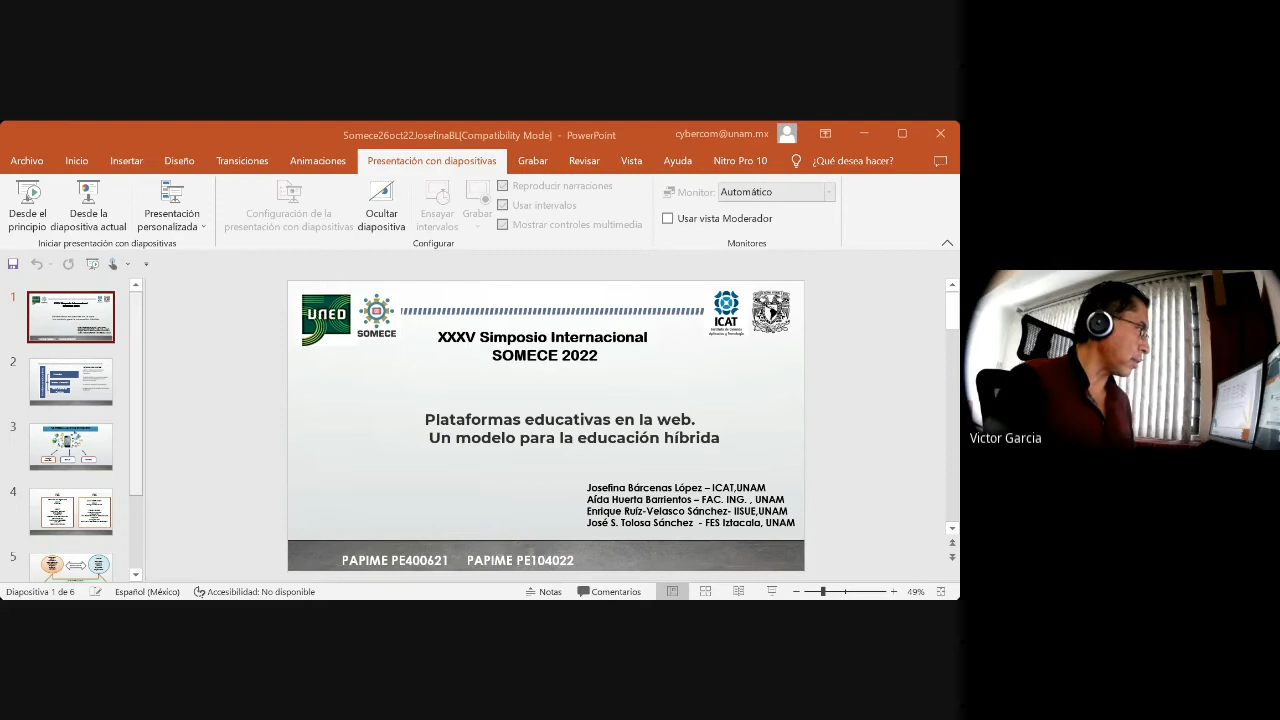 Somece26oct22JosefinaBL[Compatibility Mode] - PowerPoint
cybercom@unam.mx
Archivo Inicio Insertar Diseño Transiciones Animaciones Presentación con diapositivas Grabar Revisar Vista Ayuda Nitro Pro 10 ¿Qué desea hacer?
Desde el principio
Desde la diapositiva actual
Presentación personalizada
Iniciar presentación con diapositivas
Configuración de la presentación con diapositivas
Ocultar diapositiva
Ensayar intervalos
Grabar
Reproducir narraciones
Usar intervalos
Mostrar controles multimedia
Configurar
Monitor: Automático
Usar vista Moderador
Monitores
1
2
3
4
5
UNED
SOMECE
ICAT
XXXV Simposio Internacional
SOMECE 2022
Plataformas educativas en la web.
Un modelo para la educación híbrida
Josefina Bárcenas López – ICAT,UNAM
Aída Huerta Barrientos – FAC. ING. , UNAM
Enrique Ruíz-Velasco Sánchez- IISUE,UNAM
José S. Tolosa Sánchez - FES Iztacala, UNAM
PAPIME PE400621 PAPIME PE104022
Diapositiva 1 de 6 Español (México) Accesibilidad: No disponible Notas Comentarios 49%
Victor Garcia